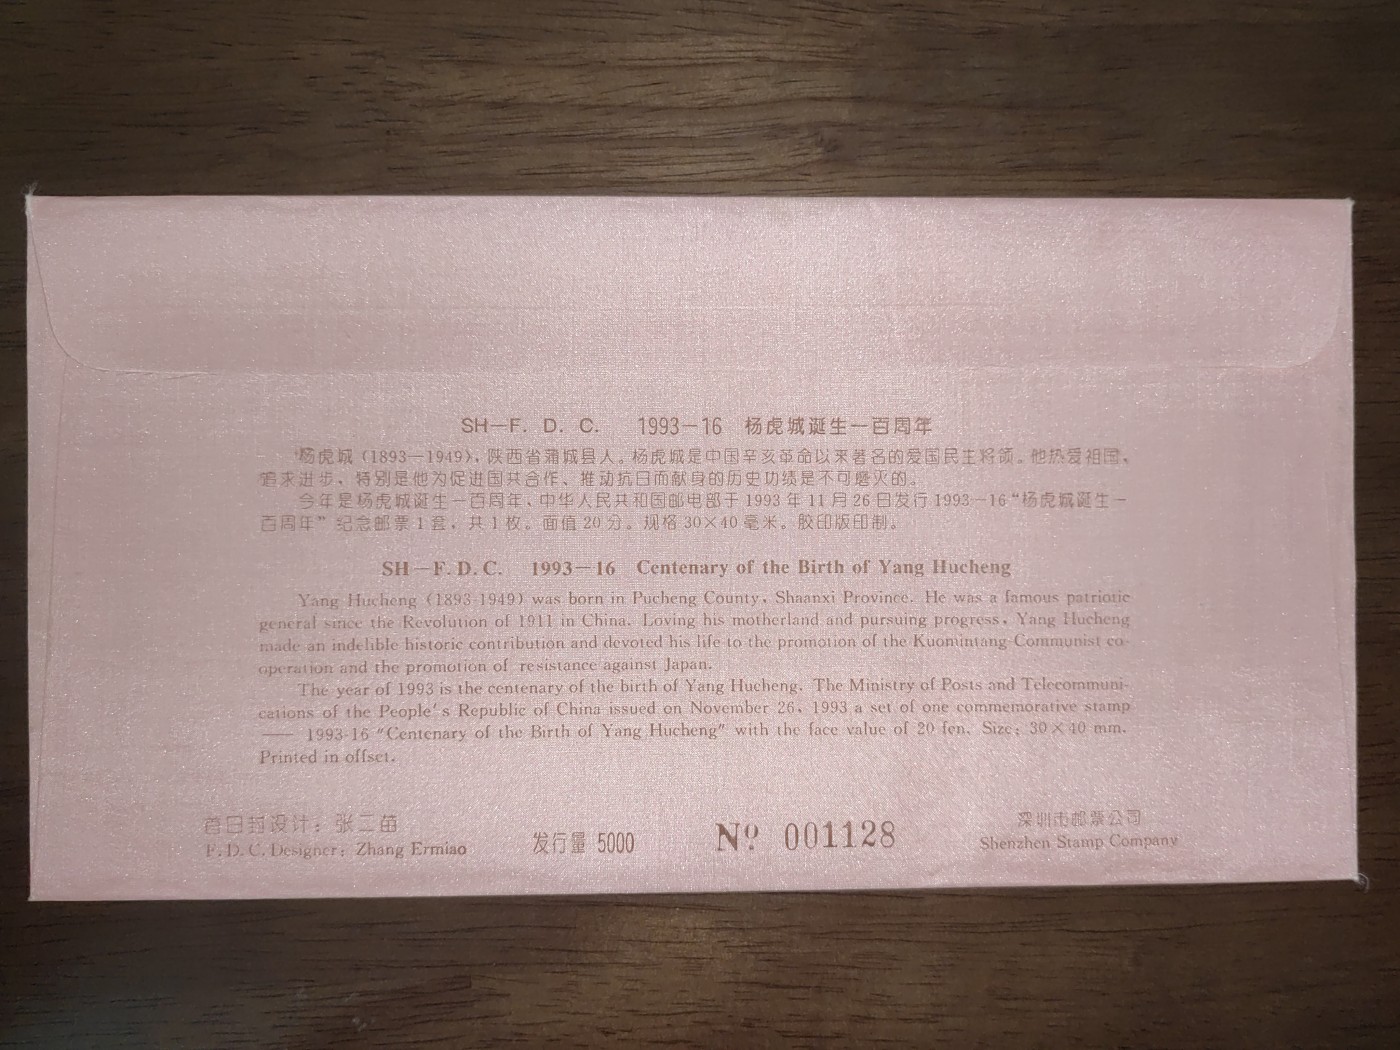 SH—F. D. C. 1993—16 杨虎城诞生一百周年
杨虎城(1893—1949),陕西省蒲城县人。杨虎城是中国辛亥革命以来著名的爱国民主将领。他热爱祖国、
追求进步、特别是他为促进国共合作、推动抗日而献身的历史功绩是不可磨灭的。
今年是杨虎城诞生一百周年、中华人民共和国邮电部于1993年11月26日发行1993—16“杨虎城诞生一
百周年”纪念邮票1套,共1枚。面值20分。规格30×40毫米。胶印版印制。
SH—F. D. C. 1993—16 Centenary of the Birth of Yang Hucheng
Yang Hucheng (1893-1949) was born in Pucheng County, Shaanxi Province. He was a famous patriotic
general since the Revolution of 1911 in China. Loving his motherland and pursuing progress, Yang Hucheng
made an indelible historic contribution and devoted his life to the promotion of the Kuomintang-Communist co-
operation and the promotion of resistance against Japan.
The year of 1993 is the centenary of the birth of Yang Hucheng. The Ministry of Posts and Telecommuni-
cations of the People's Republic of China issued on November 26, 1993 a set of one commemorative stamp
—— 1993-16 "Centenary of the Birth of Yang Hucheng" with the face value of 20 fen. Size: 30×40 mm.
Printed in offset.
首日封设计:张二苗
F. D. C. Designer: Zhang Ermiao
发行量 5000
№ 001128
深圳市邮票公司
Shenzhen Stamp Company